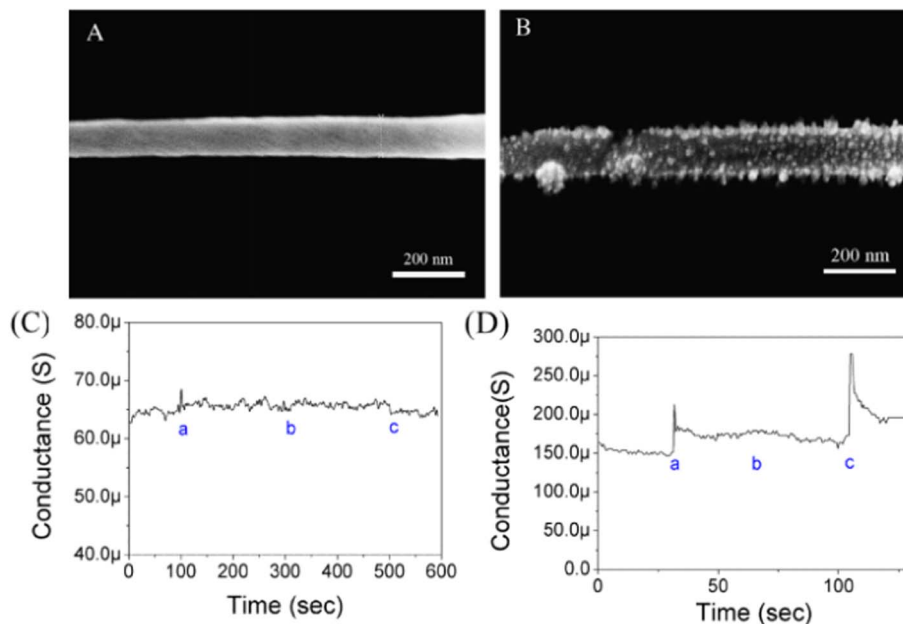 A
200 nm
B
200 nm
(C)
80.0µ
70.0µ
60.0µ
50.0µ
40.0µ
Conductance (S)
a
b
c
0 100 200 300 400 500 600
Time (sec)
(D)
300.0µ
250.0µ
200.0µ
150.0µ
100.0µ
50.0µ
0.0
Conductance(S)
a
b
c
0 50 100
Time (sec)